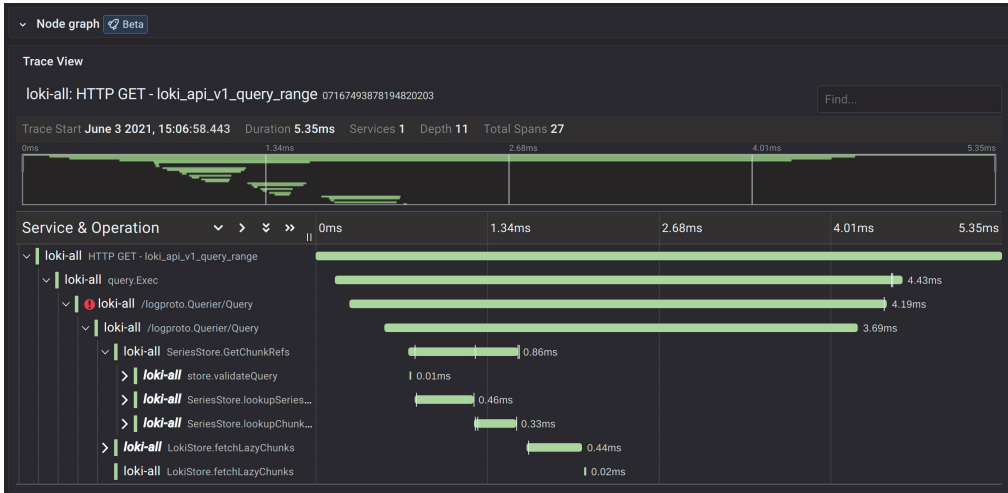 Node graph Beta
Trace View
loki-all: HTTP GET - loki_api_v1_query_range 07167493878194820203
Find...
Trace Start June 3 2021, 15:06:58.443 Duration 5.35ms Services 1 Depth 11 Total Spans 27
0ms 1.34ms 2.68ms 4.01ms 5.35ms
Service & Operation 0ms 1.34ms 2.68ms 4.01ms 5.35ms
loki-all HTTP GET - loki_api_v1_query_range
loki-all query.Exec 4.43ms
loki-all /logproto.Querier/Query 4.19ms
loki-all /logproto.Querier/Query 3.69ms
loki-all SeriesStore.GetChunkRefs 0.86ms
loki-all store.validateQuery 0.01ms
loki-all SeriesStore.lookupSeries... 0.46ms
loki-all SeriesStore.lookupChunk... 0.33ms
loki-all LokiStore.fetchLazyChunks 0.44ms
loki-all LokiStore.fetchLazyChunks 0.02ms